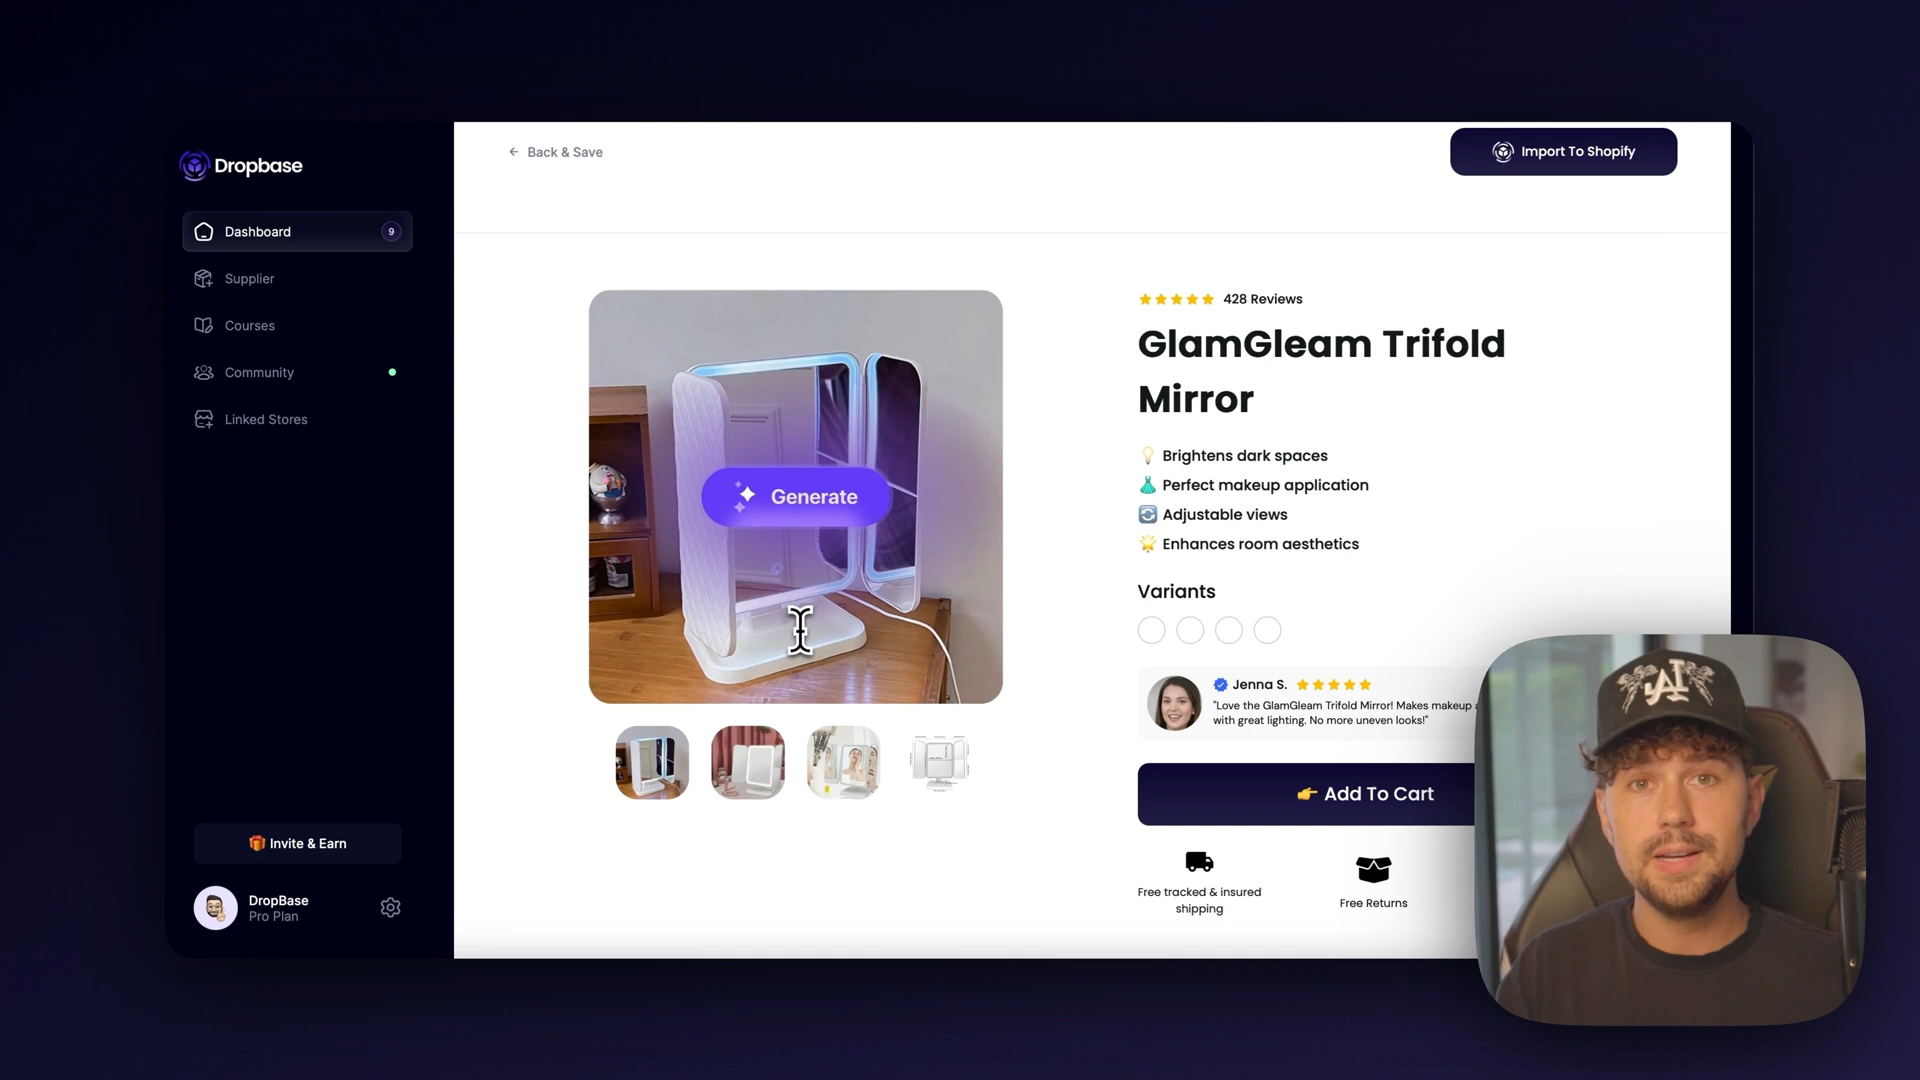 Dropbase
Dashboard
9
Supplier
Courses
Community
Linked Stores
🎁 Invite & Earn
DropBase
Pro Plan
← Back & Save
Import To Shopify
Generate
428 Reviews
GlamGleam Trifold
Mirror
💡 Brightens dark spaces
👗 Perfect makeup application
🔄 Adjustable views
🌟 Enhances room aesthetics
Variants
Jenna S.
"Love the GlamGleam Trifold Mirror! Makes makeup
with great lighting. No more uneven looks!"
👉 Add To Cart
Free tracked & insured
shipping
Free Returns